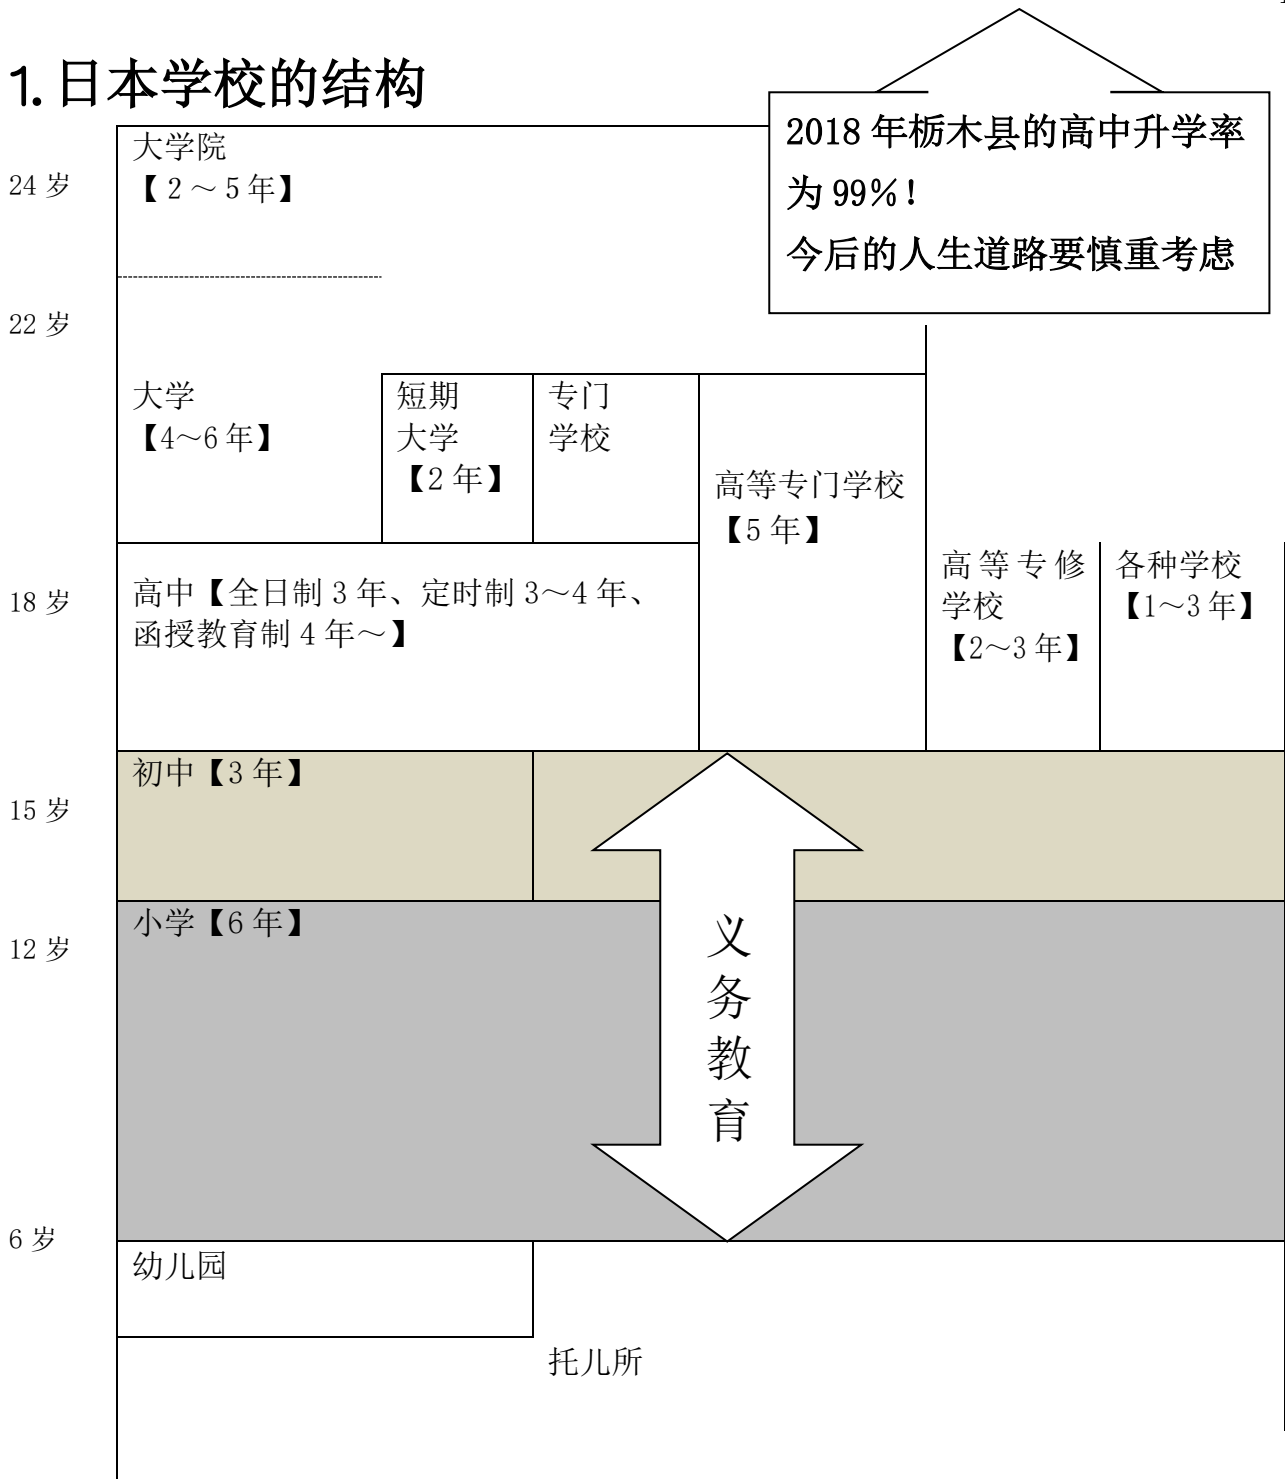 1.日本学校的结构
2018 年栃木县的高中升学率
为 99%！
今后的人生道路要慎重考虑
大学院
【 2 ～ 5 年】
24 岁
22 岁
大学
【4～6 年】
短期
大学
【2 年】
专门
学校
高等专门学校
【5 年】
高等专修
学校
【2～3 年】
各种学校
【1～3 年】
18 岁
高中【全日制 3 年、定时制 3～4 年、
函授教育制 4 年～】
初中【3 年】
15 岁
小学【6 年】
12 岁
义
务
教
育
6 岁
幼儿园
托儿所